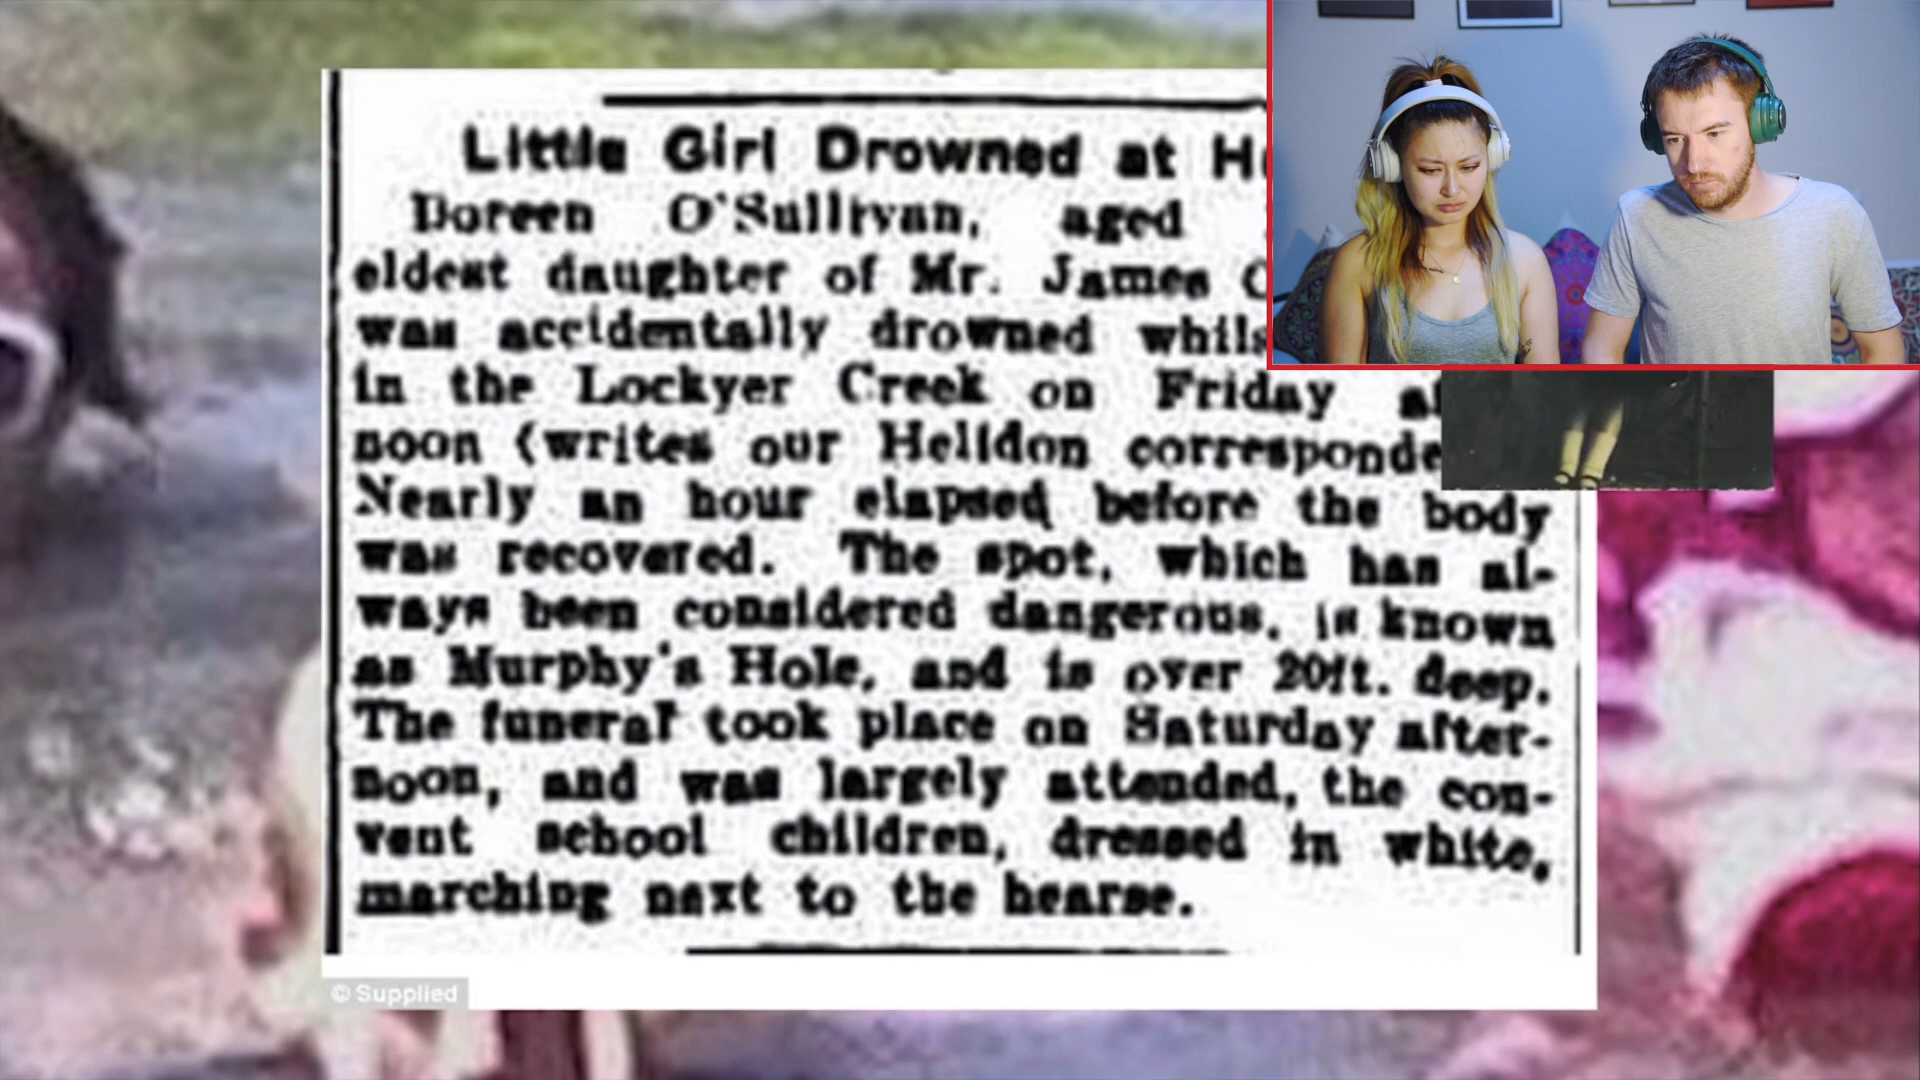 Little Girl Drowned at
Doreen O'Sullivan, aged
eldest daughter of Mr. James
was accidentally drowned
in the Lockyer Creek on Friday
noon (writes our Helidon
Nearly an hour elapsed before the body
was recovered. The spot, which has al-
ways been considered dangerous, is known
as Murphy's Hole, and is over 20ft. deep.
The funeral took place on Saturday after-
noon, and was largely attended, the con-
vent school children, dressed in white,
marching next to the hearse.
© Supplied